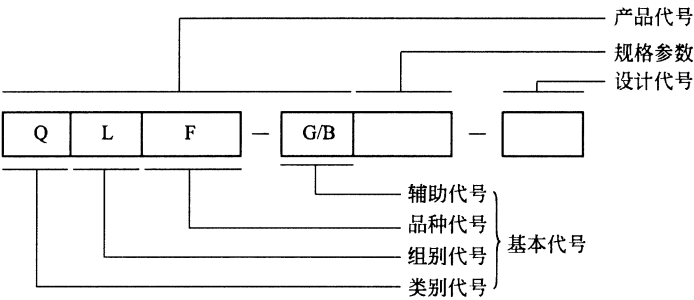 产品代号
规格参数
设计代号
Q L F — G/B —
辅助代号
品种代号
基本代号
组别代号
类别代号